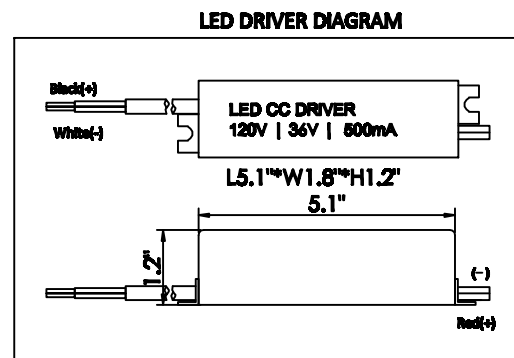 LED DRIVER DIAGRAM
Black(+)
White(-)
LED CC DRIVER
120V | 36V | 500mA
L5.1"*W1.8"*H1.2"
5.1"
1.2"
(-)
Red(+)